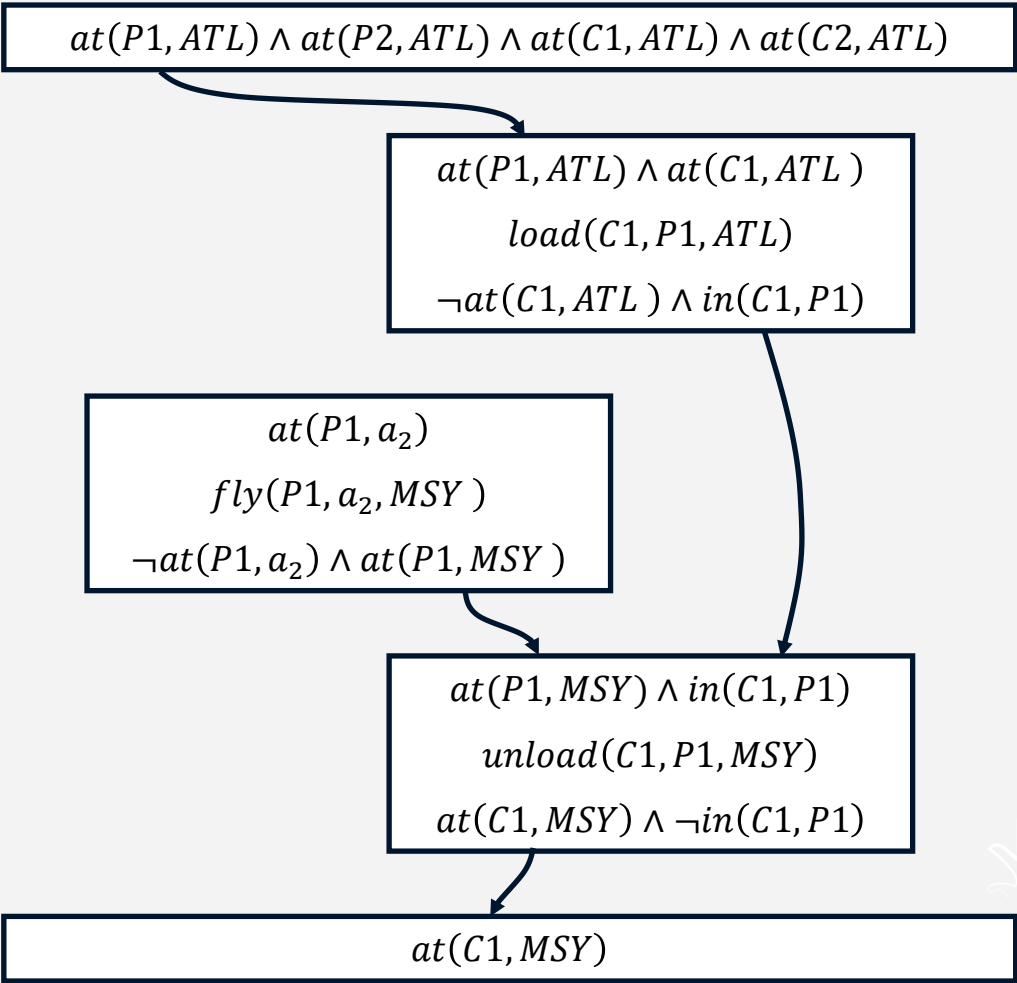 at(P1, ATL) ∧ at(P2, ATL) ∧ at(C1, ATL) ∧ at(C2, ATL)
at(P1, ATL) ∧ at(C1, ATL )
load(C1, P1, ATL)
¬at(C1, ATL ) ∧ in(C1, P1)
at(P1, a₂)
fly(P1, a₂, MSY )
¬at(P1, a₂) ∧ at(P1, MSY )
at(P1, MSY) ∧ in(C1, P1)
unload(C1, P1, MSY)
at(C1, MSY) ∧ ¬in(C1, P1)
at(C1, MSY)